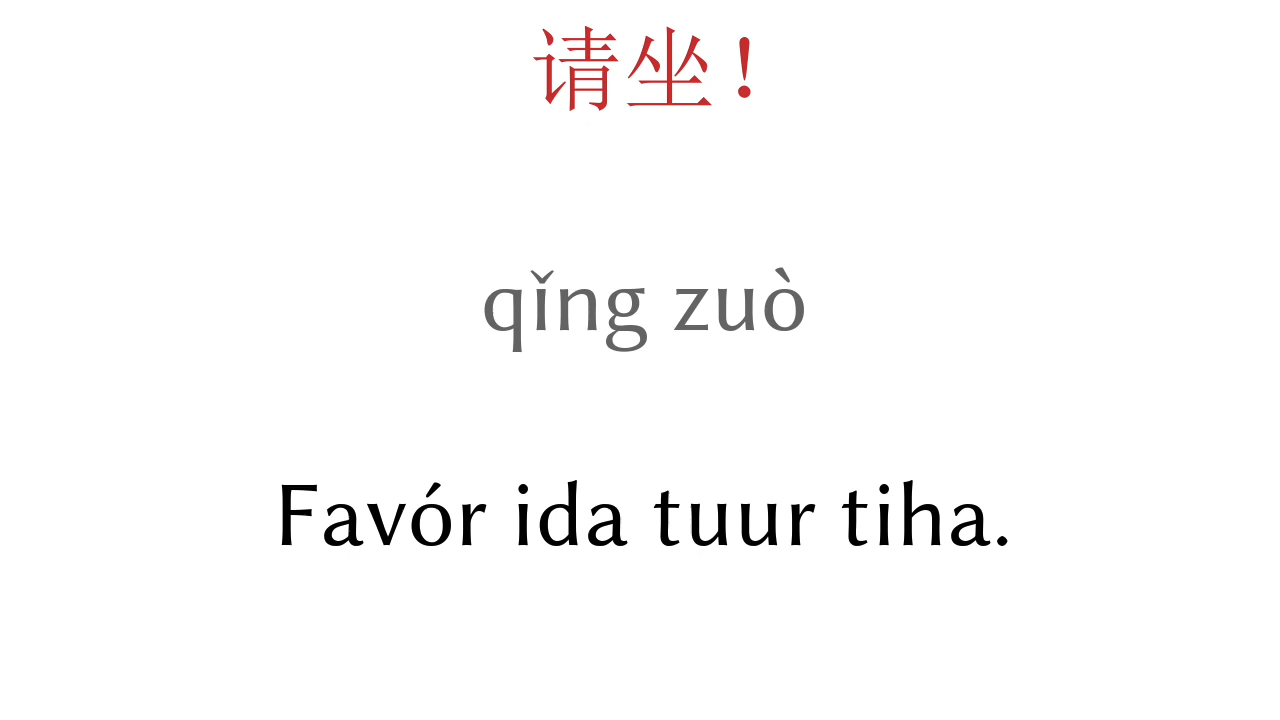 请坐！
qǐng zuò
Favór ida tuur tiha.